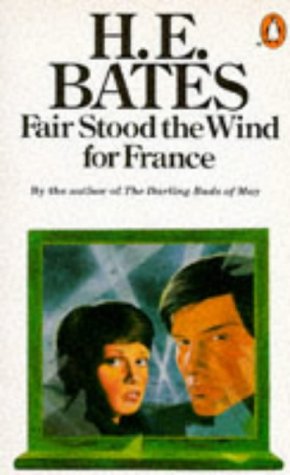 H. E.
BATES
Fair Stood the Wind
for France
By the author of The Darling Buds of May